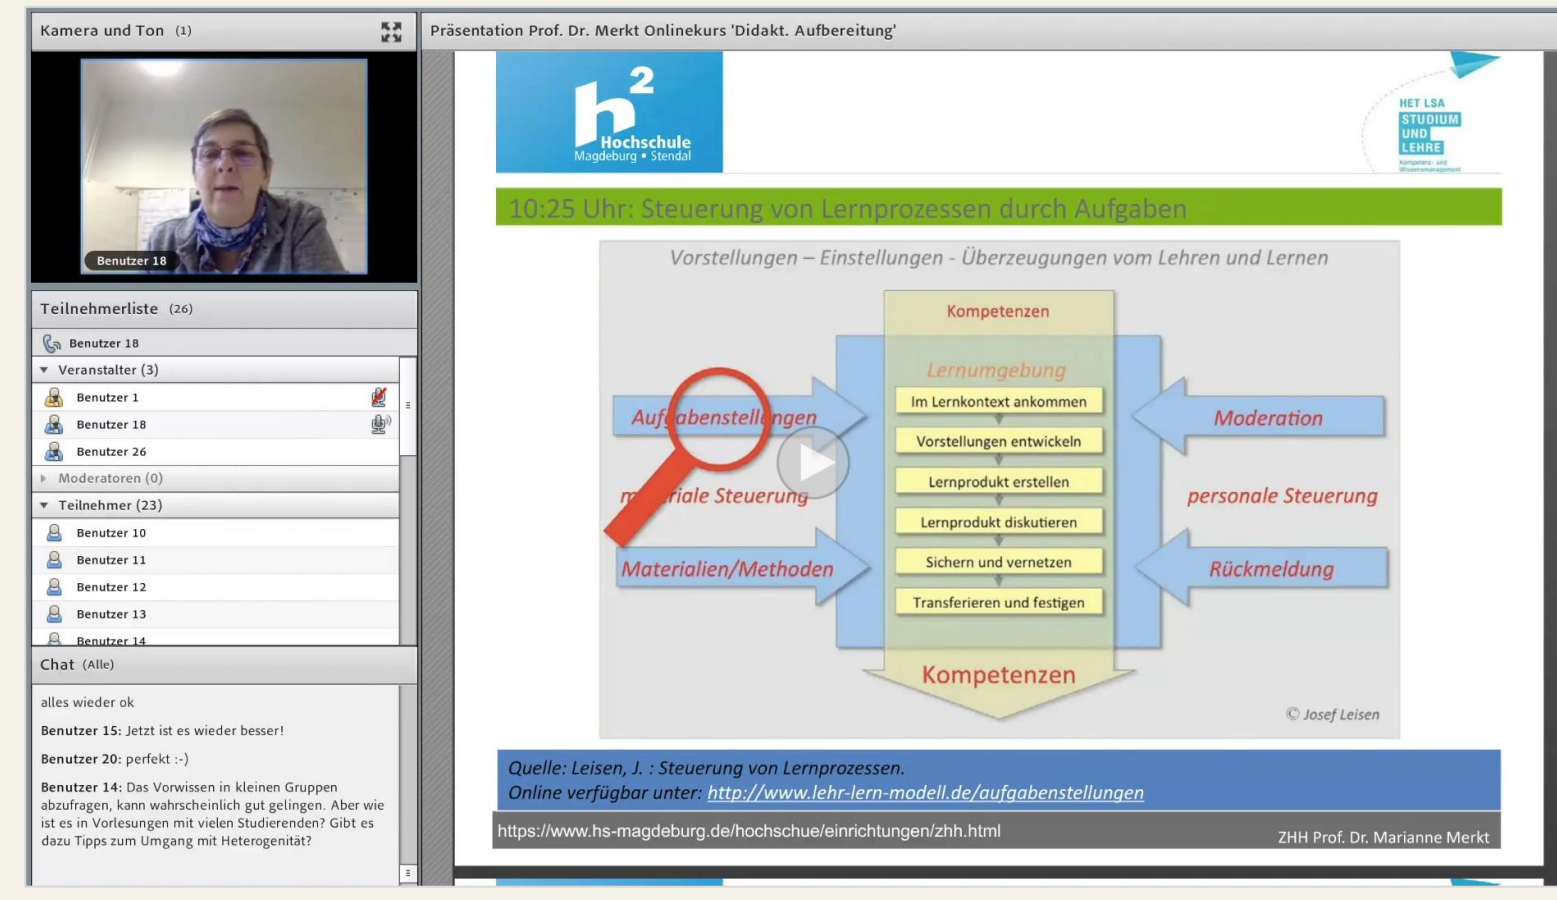 Kamera und Ton (1)
Benutzer 18
Teilnehmerliste (26)
Benutzer 18
Veranstalter (3)
Benutzer 1
Benutzer 18
Benutzer 26
Moderatoren (0)
Teilnehmer (23)
Benutzer 10
Benutzer 11
Benutzer 12
Benutzer 13
Benutzer 14
Chat (Alle)
alles wieder ok
Benutzer 15: Jetzt ist es wieder besser!
Benutzer 20: perfekt :-)
Benutzer 14: Das Vorwissen in kleinen Gruppen
abzufragen, kann wahrscheinlich gut gelingen. Aber wie
ist es in Vorlesungen mit vielen Studierenden? Gibt es
dazu Tipps zum Umgang mit Heterogenität?
Präsentation Prof. Dr. Merkt Onlinekurs 'Didakt. Aufbereitung'
h2
Hochschule
Magdeburg • Stendal
HET LSA
STUDIUM
UND
LEHRE
Kompetenz- und
Wissensmanagement
10:25 Uhr: Steuerung von Lernprozessen durch Aufgaben
Vorstellungen – Einstellungen - Überzeugungen vom Lehren und Lernen
Kompetenzen
Lernumgebung
Im Lernkontext ankommen
Vorstellungen entwickeln
Lernprodukt erstellen
Lernprodukt diskutieren
Sichern und vernetzen
Transferieren und festigen
Kompetenzen
Aufgabenstellungen
materiale Steuerung
Materialien/Methoden
Moderation
personale Steuerung
Rückmeldung
© Josef Leisen
Quelle: Leisen, J. : Steuerung von Lernprozessen.
Online verfügbar unter: http://www.lehr-lern-modell.de/aufgabenstellungen
https://www.hs-magdeburg.de/hochschue/einrichtungen/zhh.html
ZHH Prof. Dr. Marianne Merkt